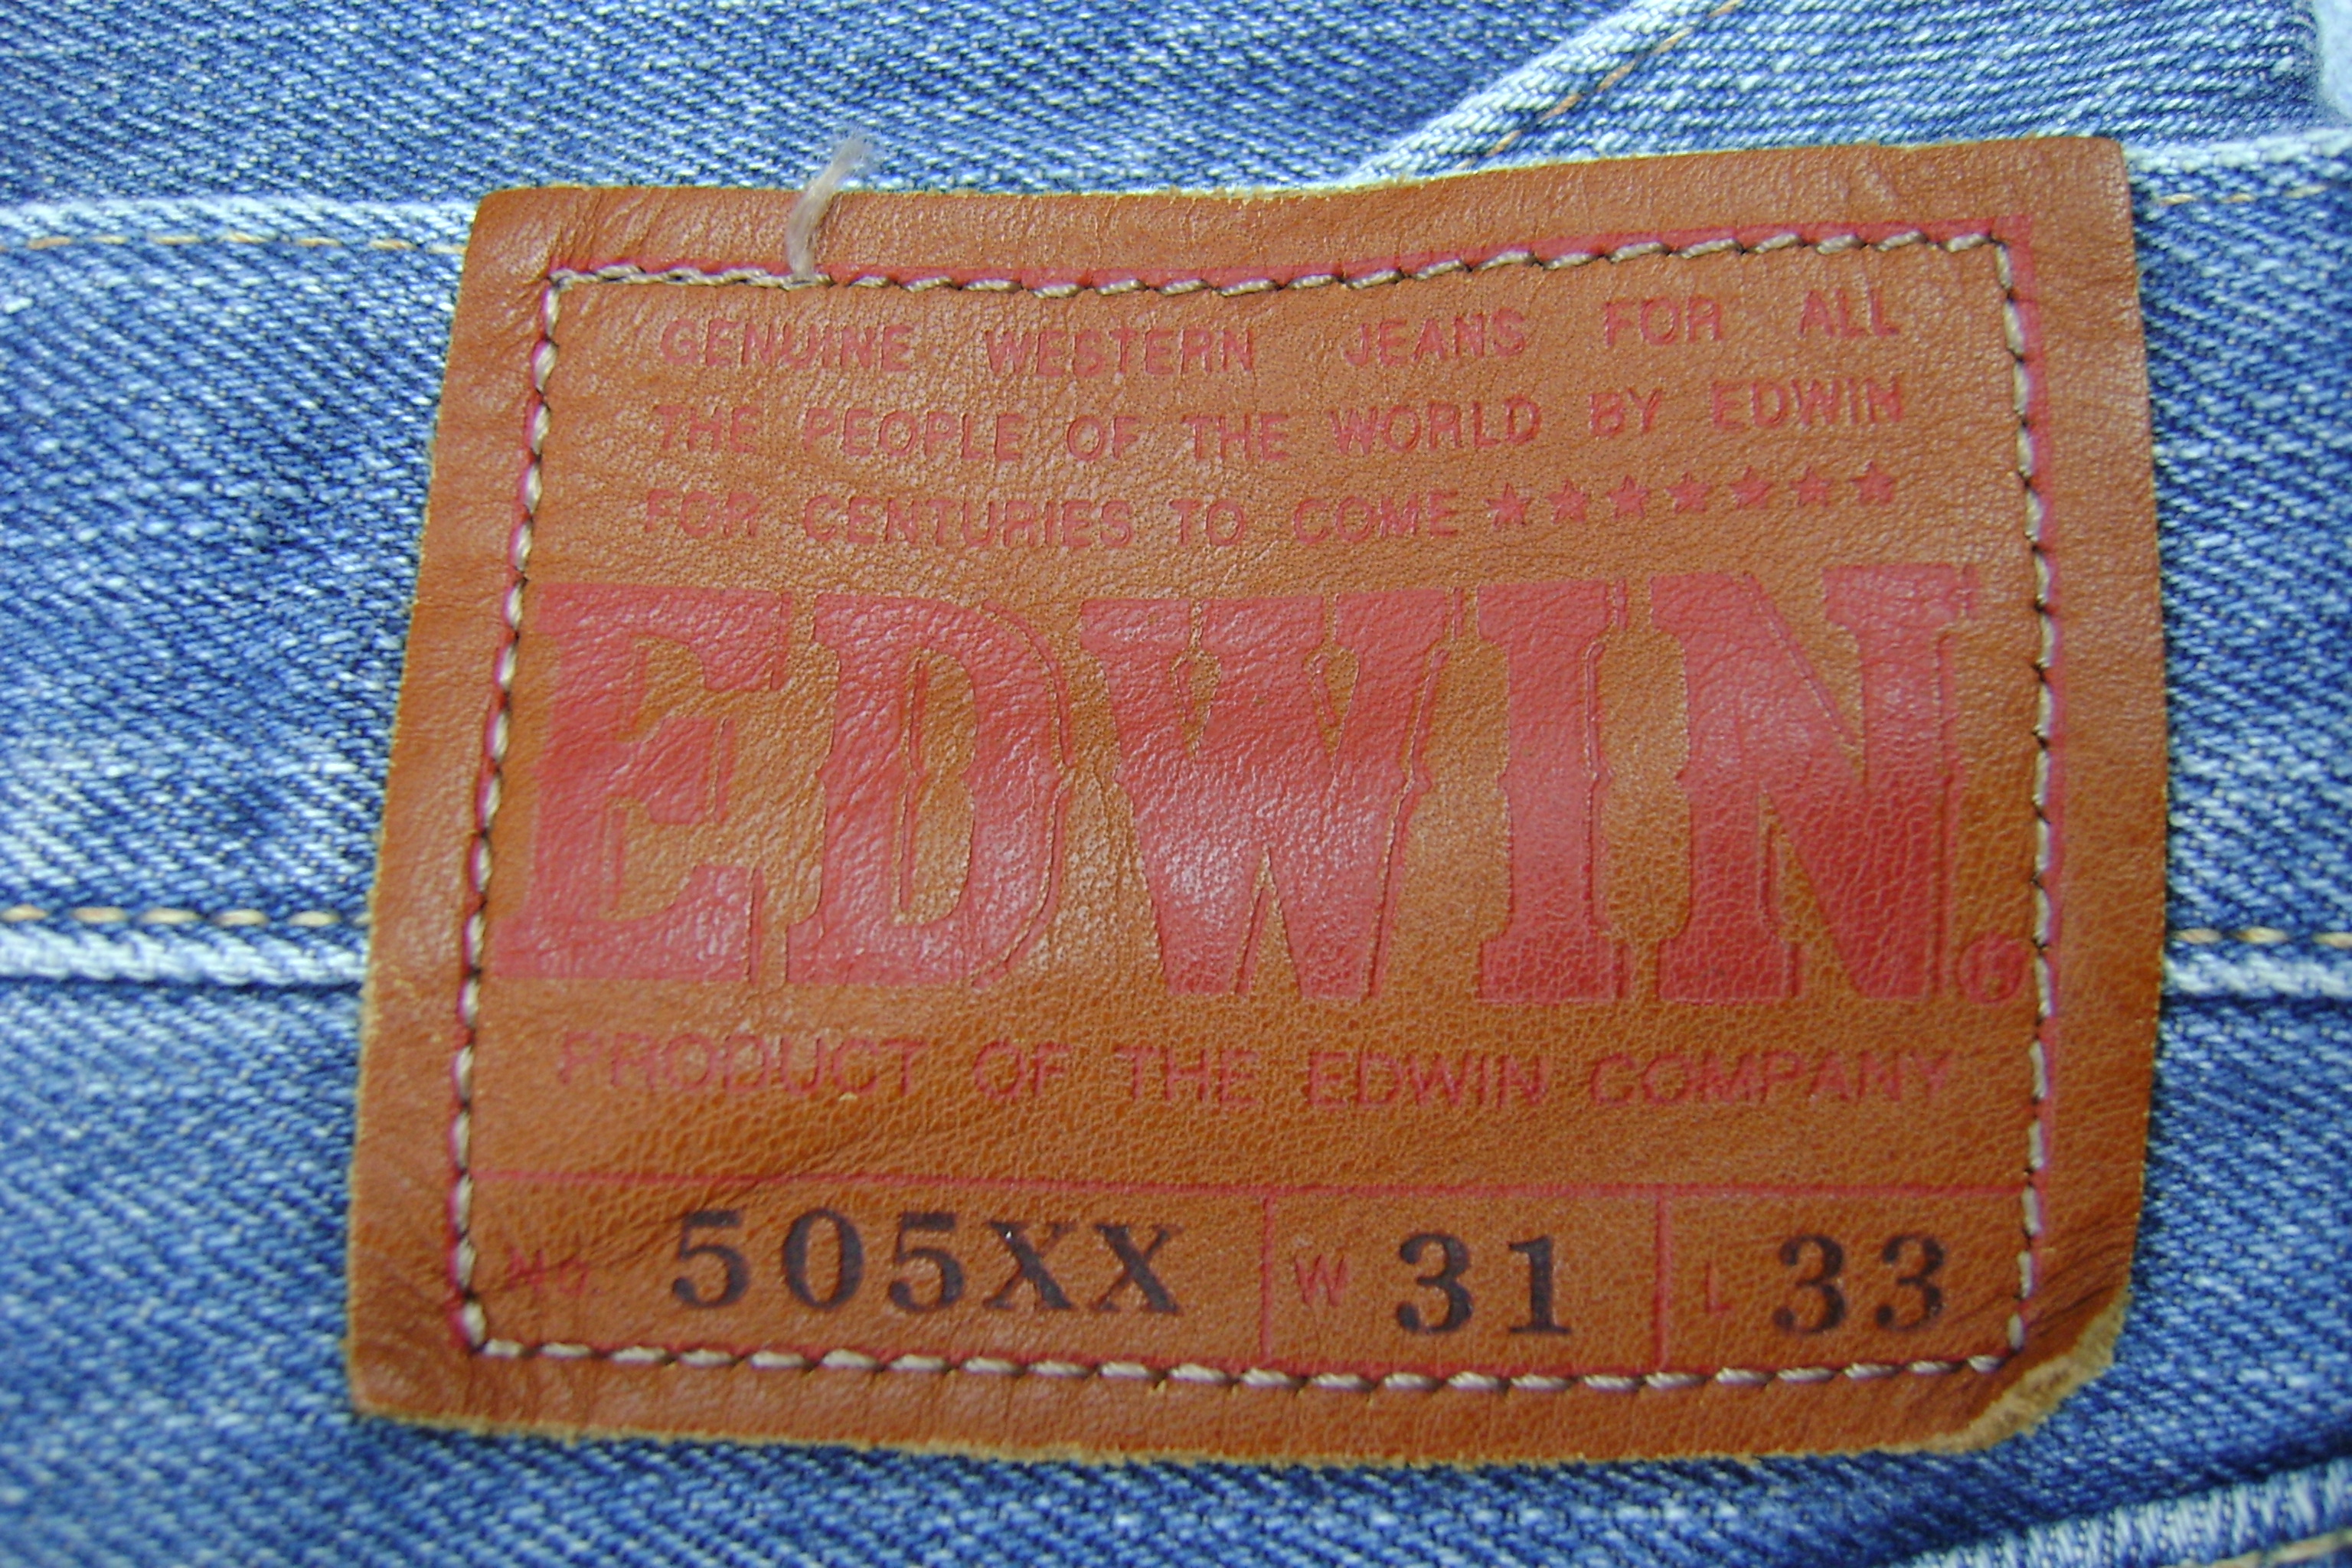 GENUINE WESTERN JEANS FOR ALL
THE PEOPLE OF THE WORLD BY EDWIN
FOR CENTURIES TO COME ★★★★★★★
EDWIN®
PRODUCT OF THE EDWIN COMPANY
No. 505XX W 31 L 33